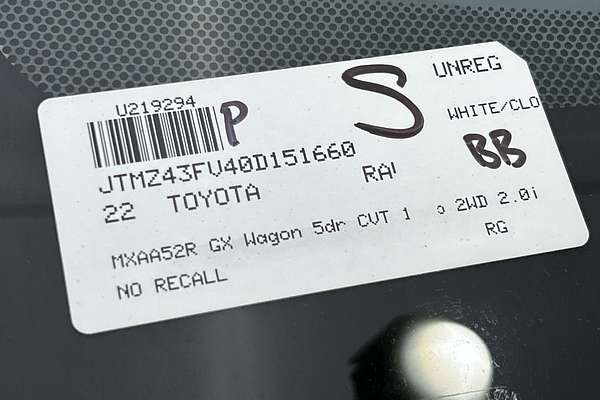 U219294 P S UNREG
JTMZ43FV40D151660 WHITE/CLO
22 TOYOTA RAV BB
MXAA52R GX Wagon 5dr CVT 1 2WD 2.0i
NO RECALL RG